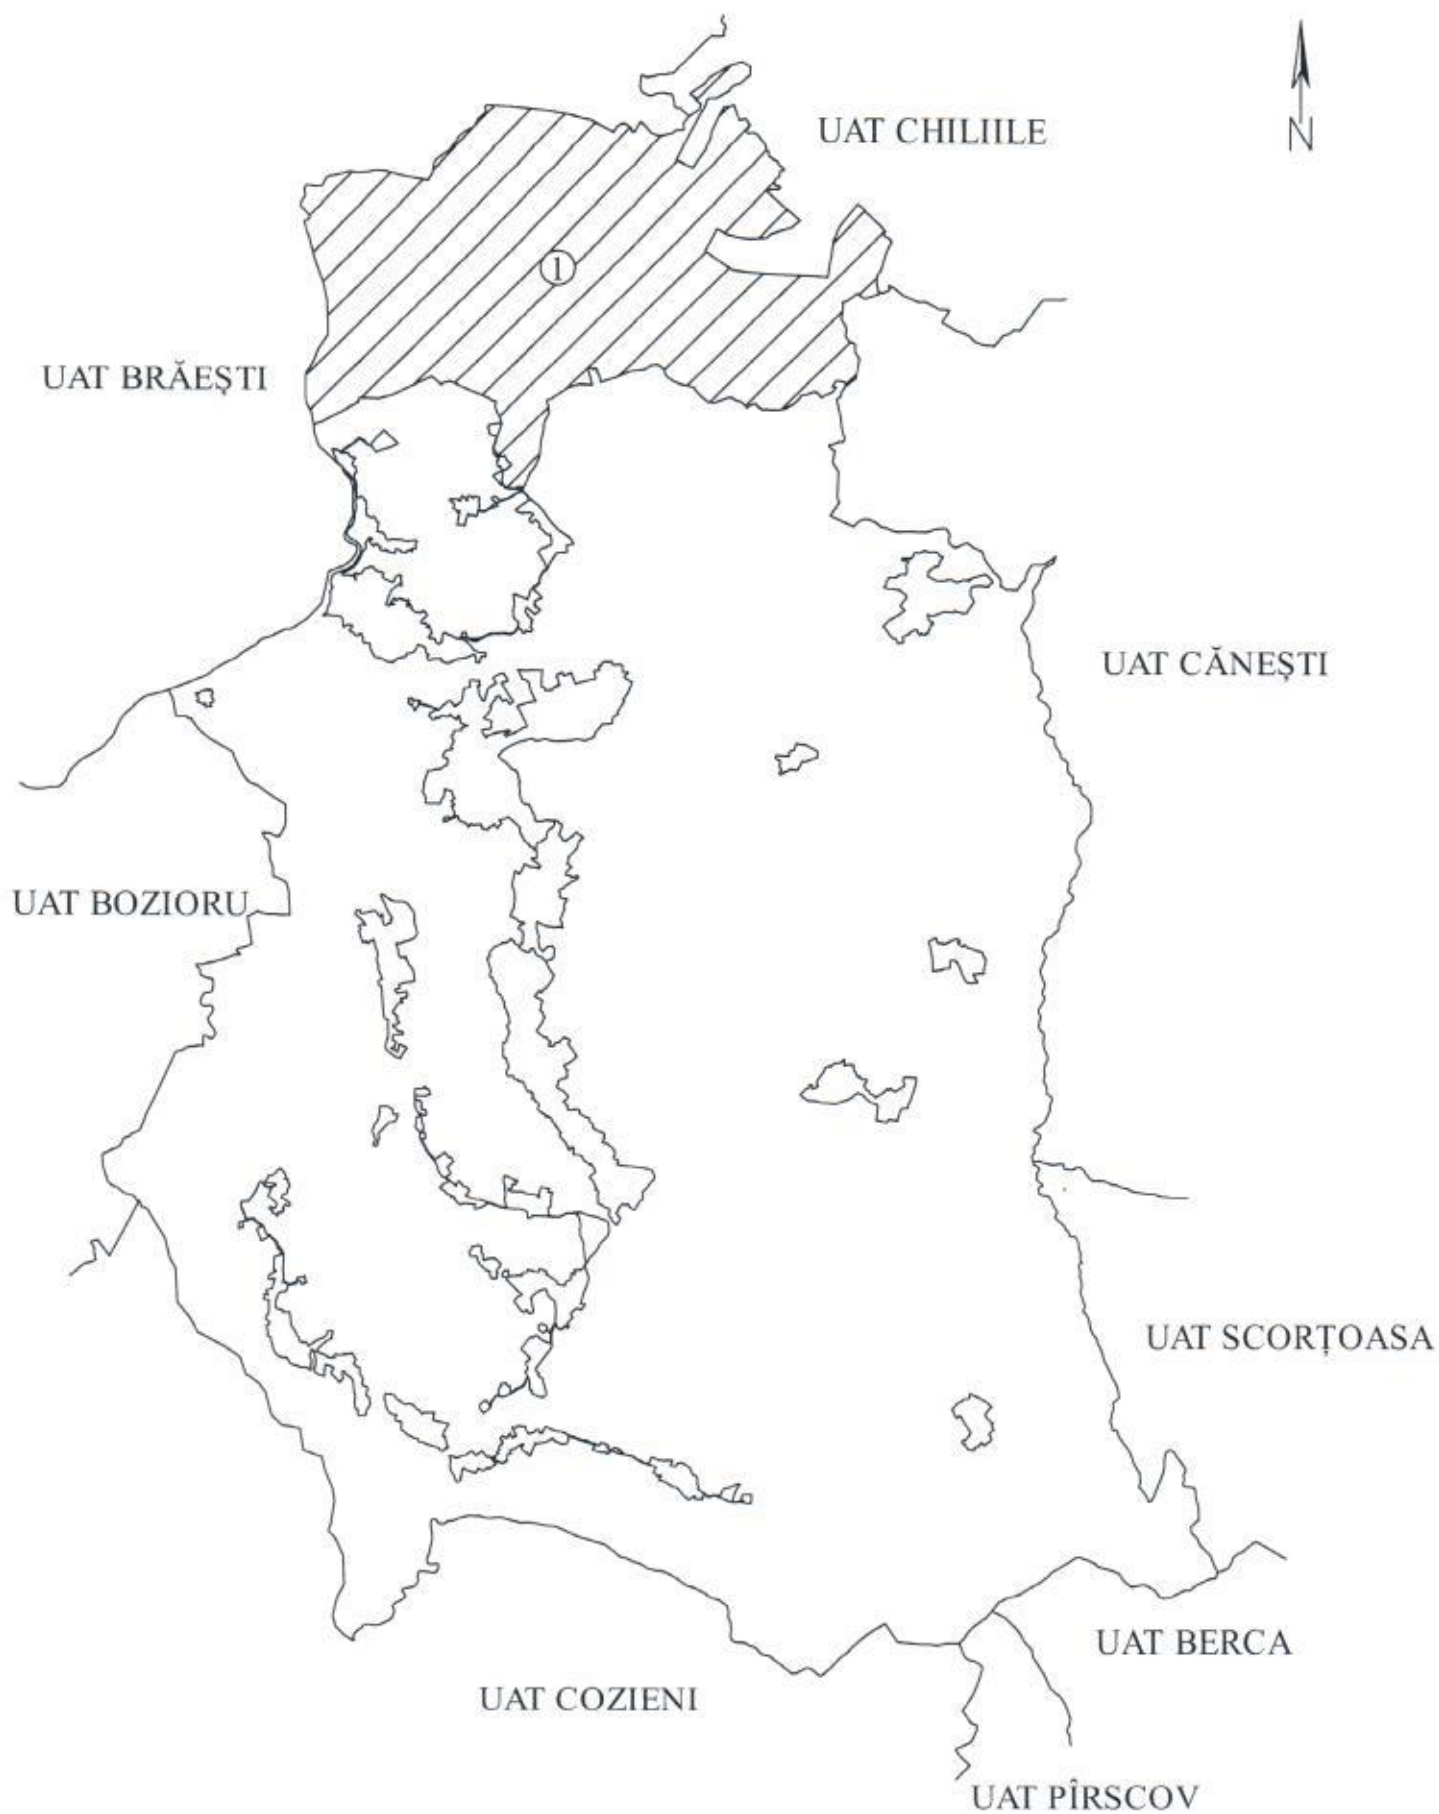 UAT CHILIILE
N
1
UAT BRĂEȘTI
UAT CĂNEȘTI
UAT BOZIORU
UAT SCORȚOASA
UAT BERCA
UAT COZIENI
UAT PÎRSCOV